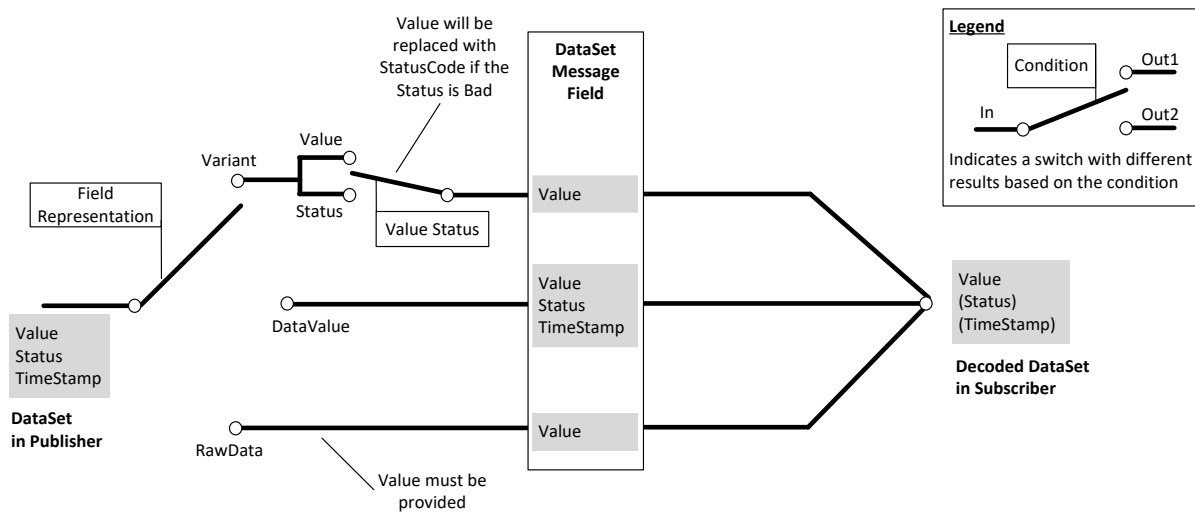 Value will be
replaced with
StatusCode if the
Status is Bad
DataSet
Message
Field
Legend
Condition
Out1
In
Out2
Indicates a switch with different
results based on the condition
Value
Variant
Status
Field
Representation
Value Status
Value
DataValue
Value
Status
TimeStamp
Value
Status
TimeStamp
DataSet
in Publisher
Value
(Status)
(TimeStamp)
Decoded DataSet
in Subscriber
RawData
Value
Value must be
provided